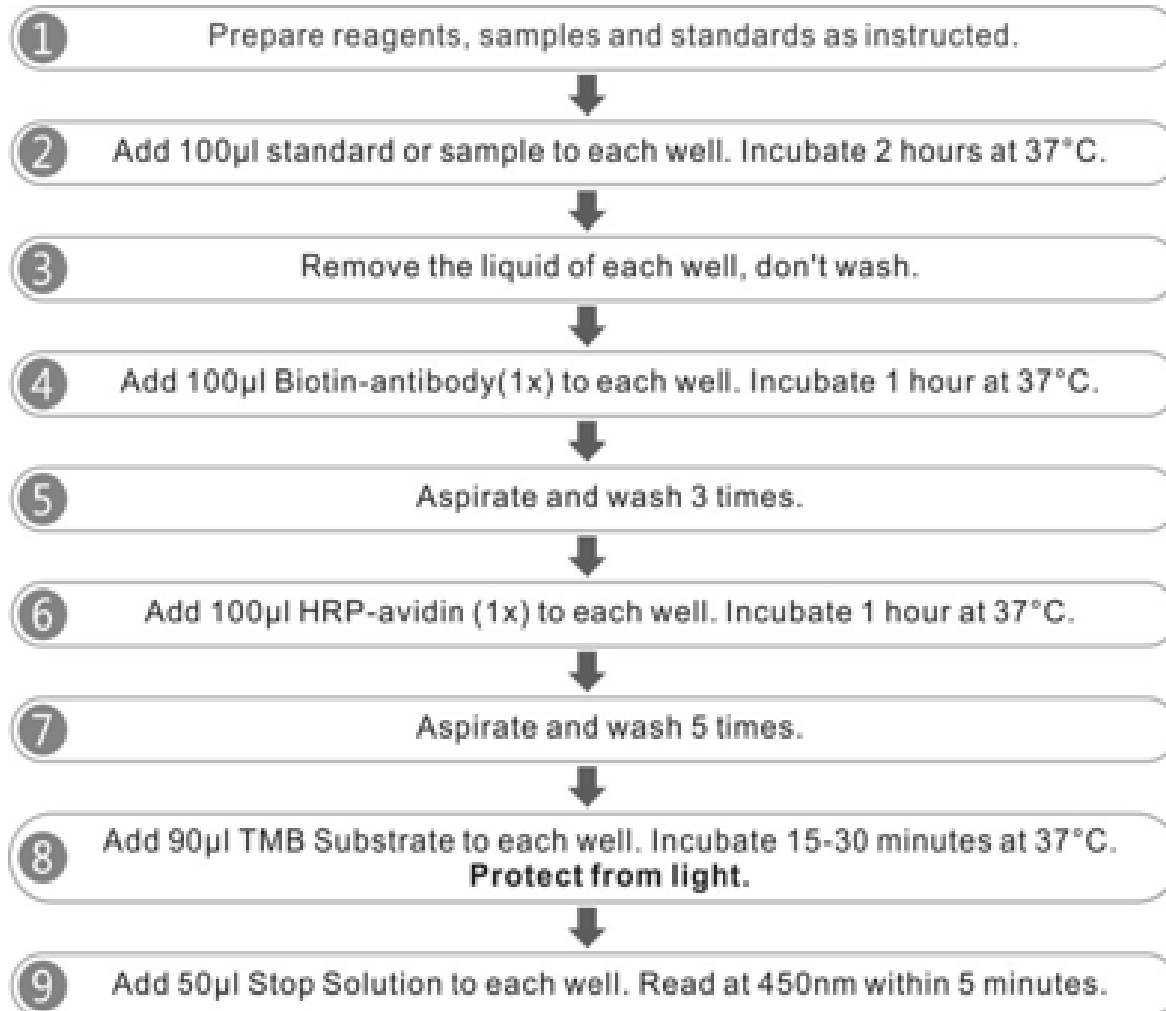 1 Prepare reagents, samples and standards as instructed.
2 Add 100µl standard or sample to each well. Incubate 2 hours at 37°C.
3 Remove the liquid of each well, don't wash.
4 Add 100µl Biotin-antibody(1x) to each well. Incubate 1 hour at 37°C.
5 Aspirate and wash 3 times.
6 Add 100µl HRP-avidin (1x) to each well. Incubate 1 hour at 37°C.
7 Aspirate and wash 5 times.
8 Add 90µl TMB Substrate to each well. Incubate 15-30 minutes at 37°C.
Protect from light.
9 Add 50µl Stop Solution to each well. Read at 450nm within 5 minutes.